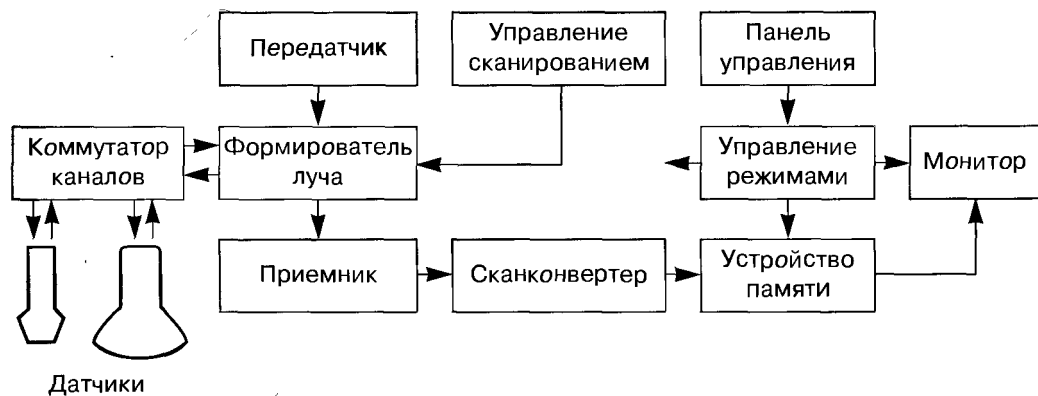 Передатчик
Управление
сканированием
Панель
управления
Коммутатор
каналов
Формирователь
луча
Управление
режимами
Монитор
Приемник
Сканконвертер
Устройство
памяти
Датчики